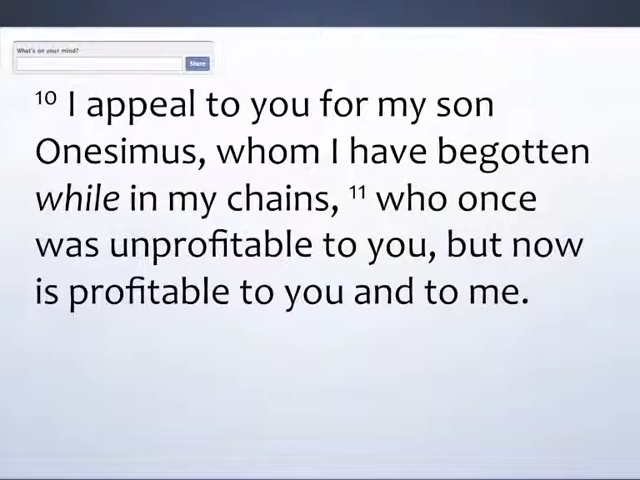 What's on your mind?
Share
10 I appeal to you for my son
Onesimus, whom I have begotten
while in my chains, 11 who once
was unprofitable to you, but now
is profitable to you and to me.